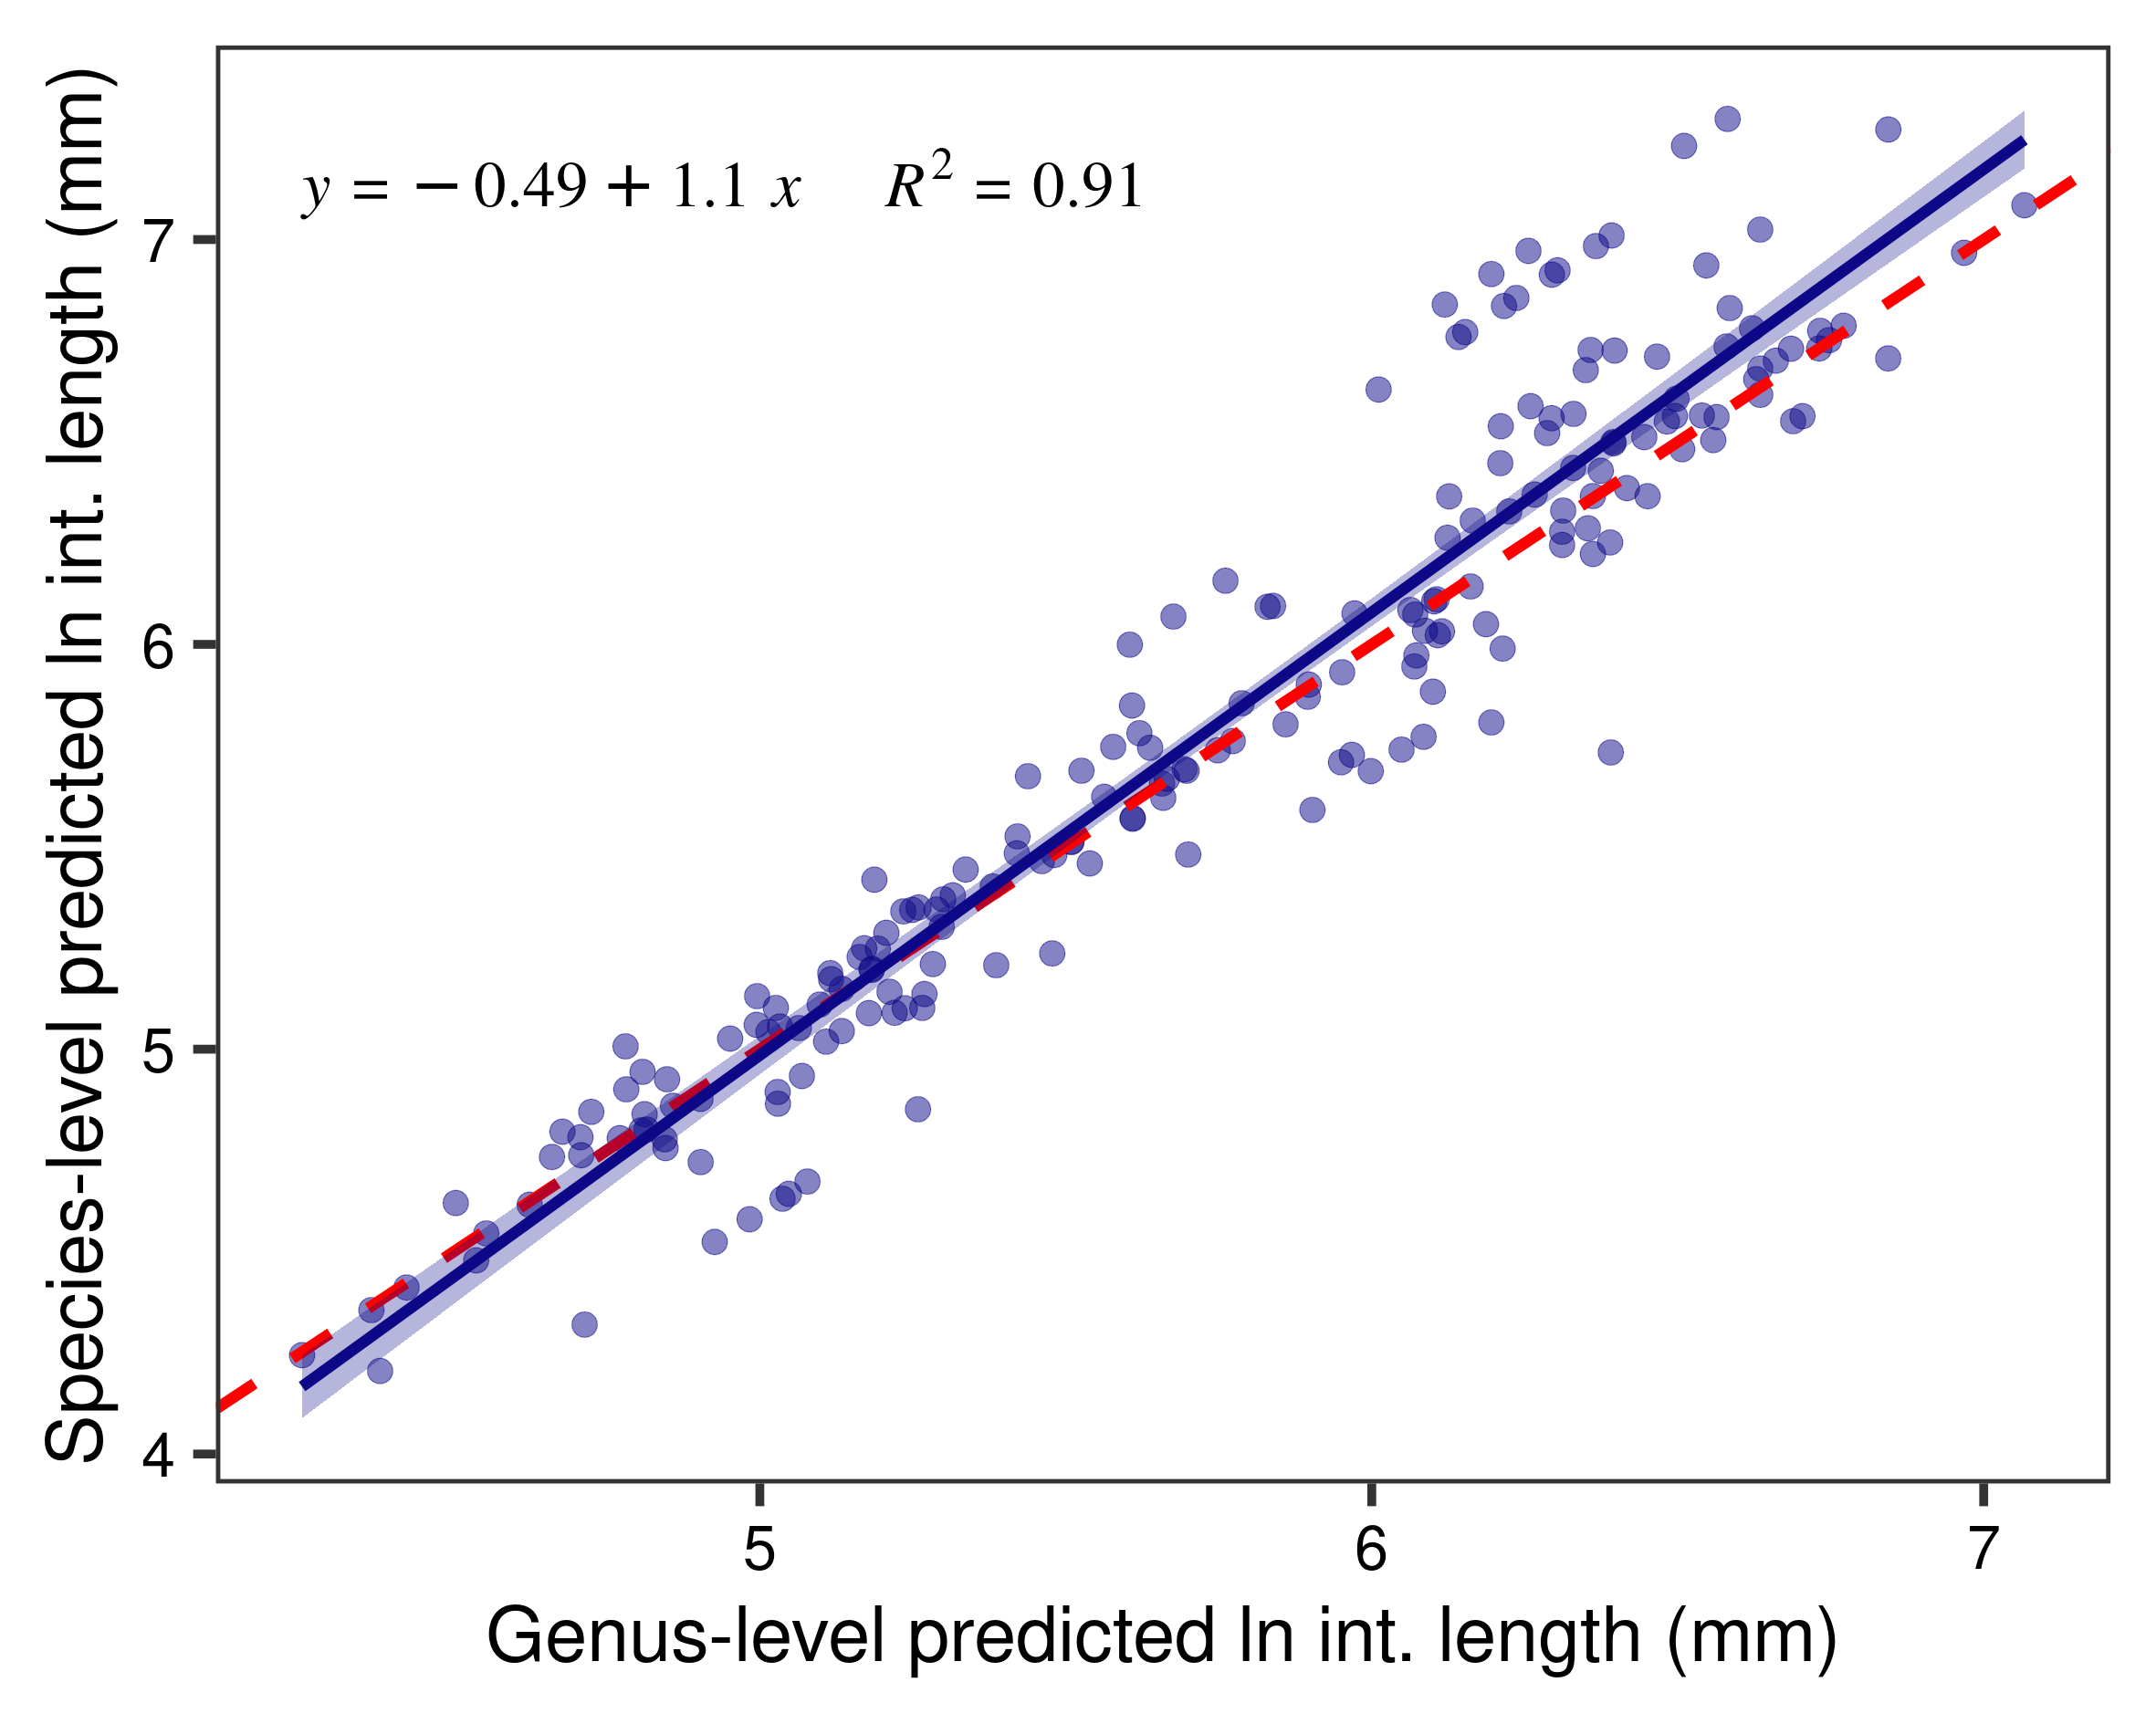 y = − 0.49 + 1.1 x R² = 0.91
Species-level predicted ln int. length (mm)
7
6
5
4
5 6 7
Genus-level predicted ln int. length (mm)